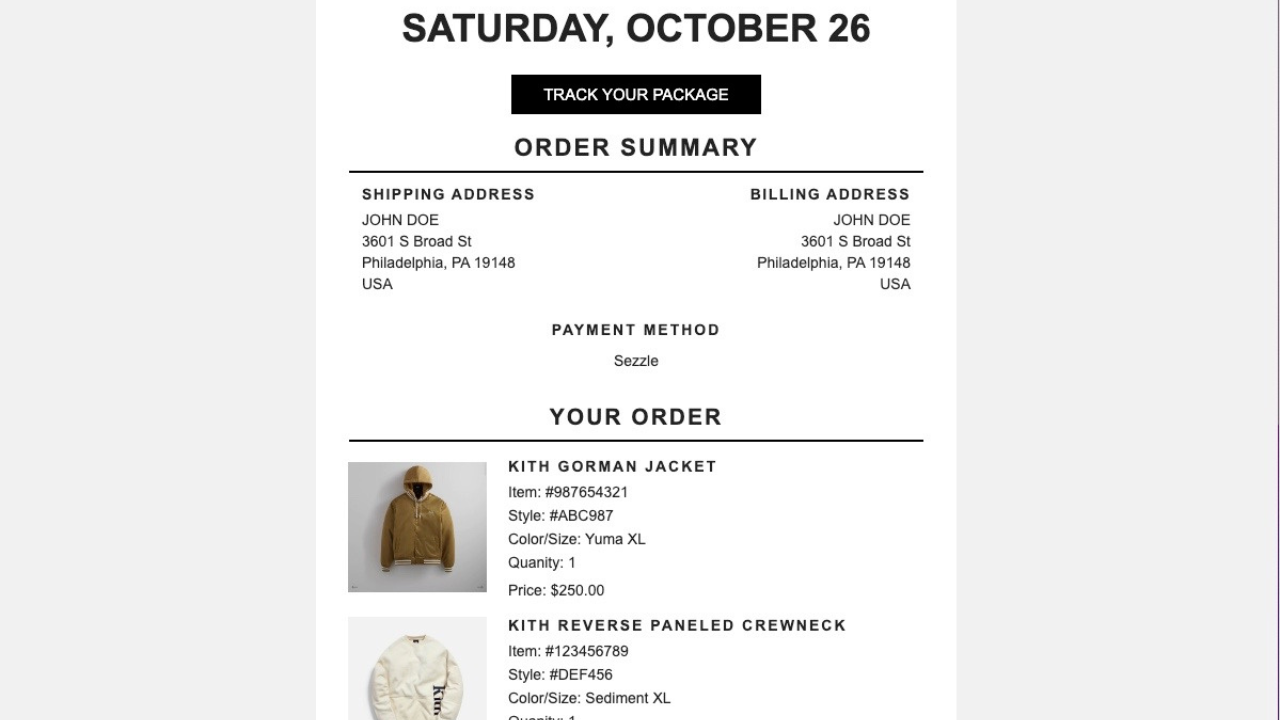 SATURDAY, OCTOBER 26
TRACK YOUR PACKAGE
ORDER SUMMARY
SHIPPING ADDRESS
JOHN DOE
3601 S Broad St
Philadelphia, PA 19148
USA
BILLING ADDRESS
JOHN DOE
3601 S Broad St
Philadelphia, PA 19148
USA
PAYMENT METHOD
Sezzle
YOUR ORDER
KITH GORMAN JACKET
Item: #987654321
Style: #ABC987
Color/Size: Yuma XL
Quanity: 1
Price: $250.00
KITH REVERSE PANELED CREWNECK
Item: #123456789
Style: #DEF456
Color/Size: Sediment XL
Quanity: 1